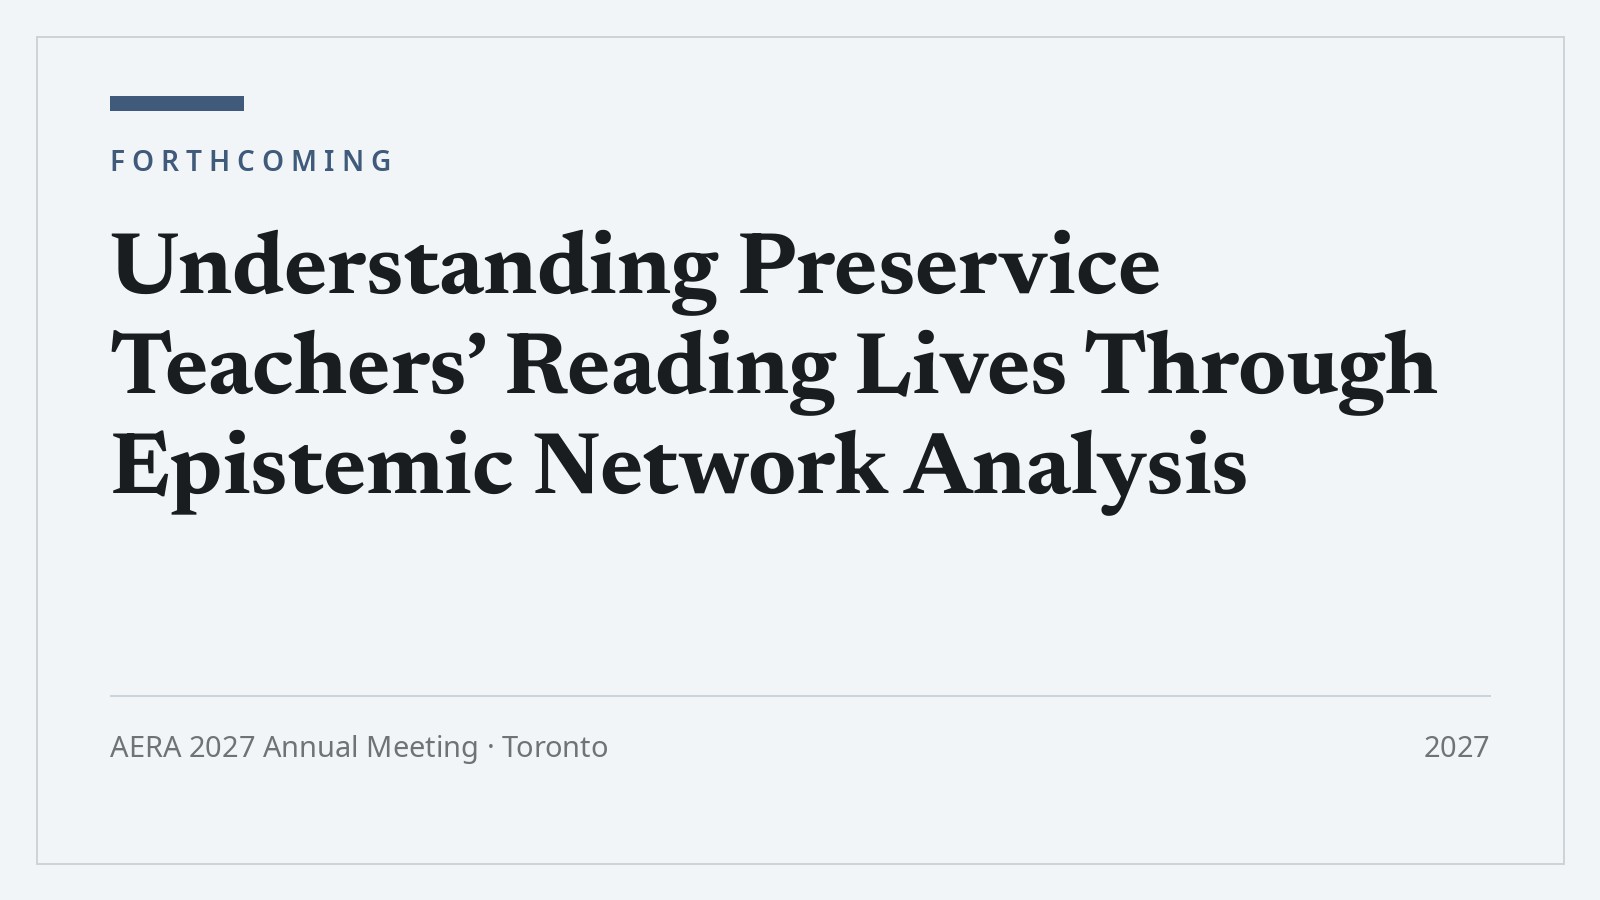 FORTHCOMING
Understanding Preservice
Teachers’ Reading Lives Through
Epistemic Network Analysis
AERA 2027 Annual Meeting · Toronto
2027